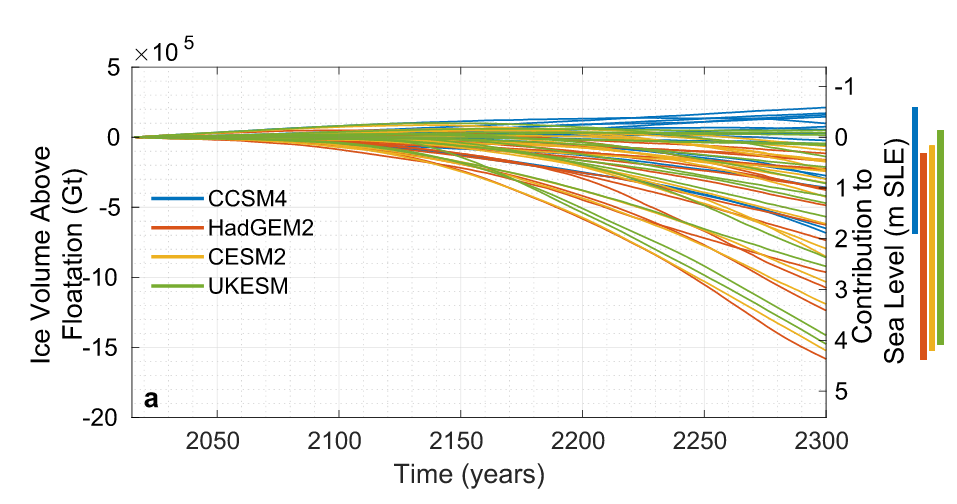 ×10 5
5
0
-5
-10
-15
-20
Ice Volume Above
Floatation (Gt)
CCSM4
HadGEM2
CESM2
UKESM
a
2050
2100
2150
2200
2250
2300
Time (years)
-1
0
1
2
3
4
5
Contribution to
Sea Level (m SLE)